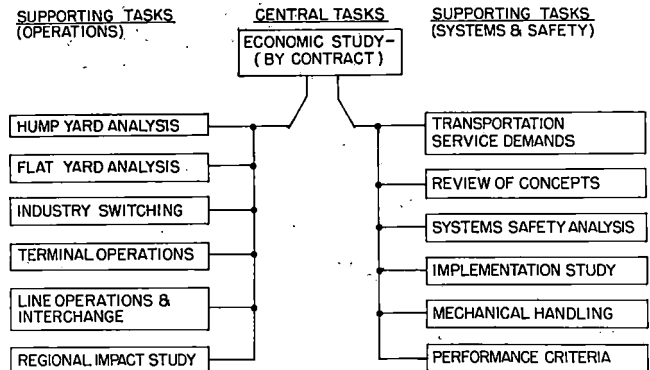 SUPPORTING TASKS
(OPERATIONS)
CENTRAL TASKS
ECONOMIC STUDY-
(BY CONTRACT)
SUPPORTING TASKS
(SYSTEMS & SAFETY)
HUMP YARD ANALYSIS
FLAT YARD ANALYSIS
INDUSTRY SWITCHING
TERMINAL OPERATIONS
LINE OPERATIONS &
INTERCHANGE
REGIONAL IMPACT STUDY
TRANSPORTATION
SERVICE DEMANDS
REVIEW OF CONCEPTS
SYSTEMS SAFETY ANALYSIS
IMPLEMENTATION STUDY
MECHANICAL HANDLING
PERFORMANCE CRITERIA